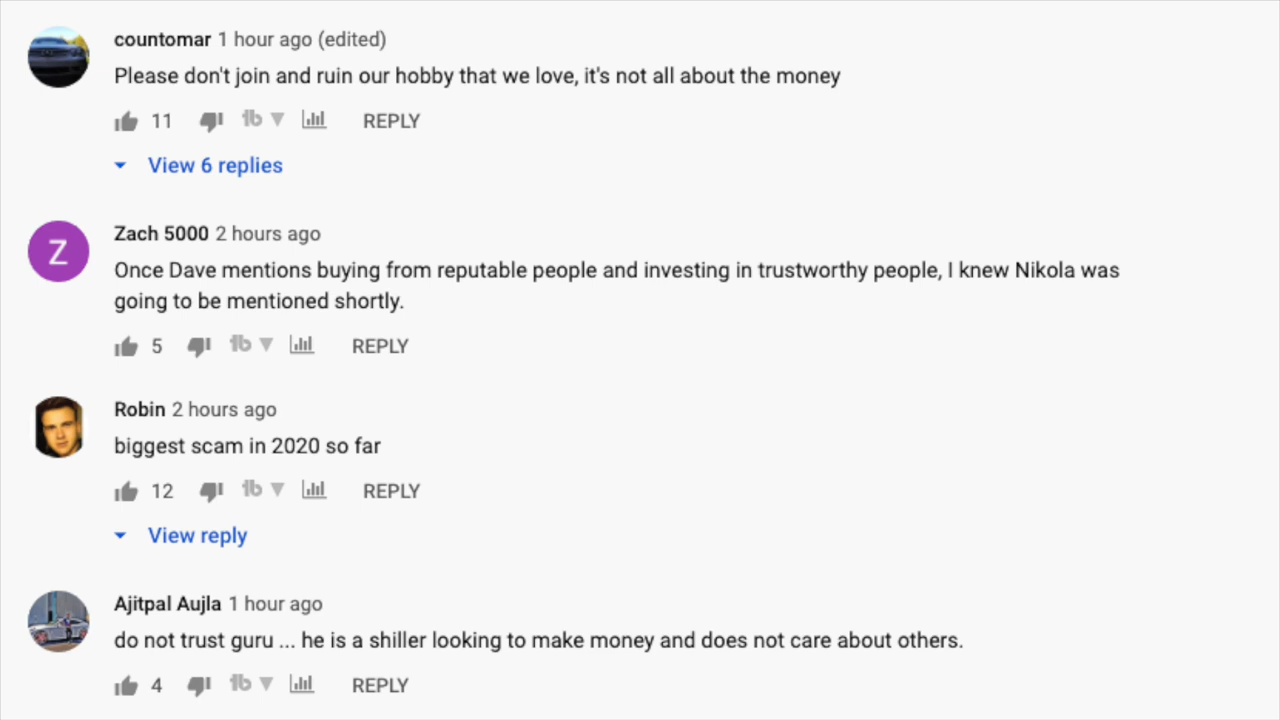 countomar 1 hour ago (edited)
Please don't join and ruin our hobby that we love, it's not all about the money
11 REPLY
View 6 replies
Z
Zach 5000 2 hours ago
Once Dave mentions buying from reputable people and investing in trustworthy people, I knew Nikola was
going to be mentioned shortly.
5 REPLY
Robin 2 hours ago
biggest scam in 2020 so far
12 REPLY
View reply
Ajitpal Aujla 1 hour ago
do not trust guru ... he is a shiller looking to make money and does not care about others.
4 REPLY